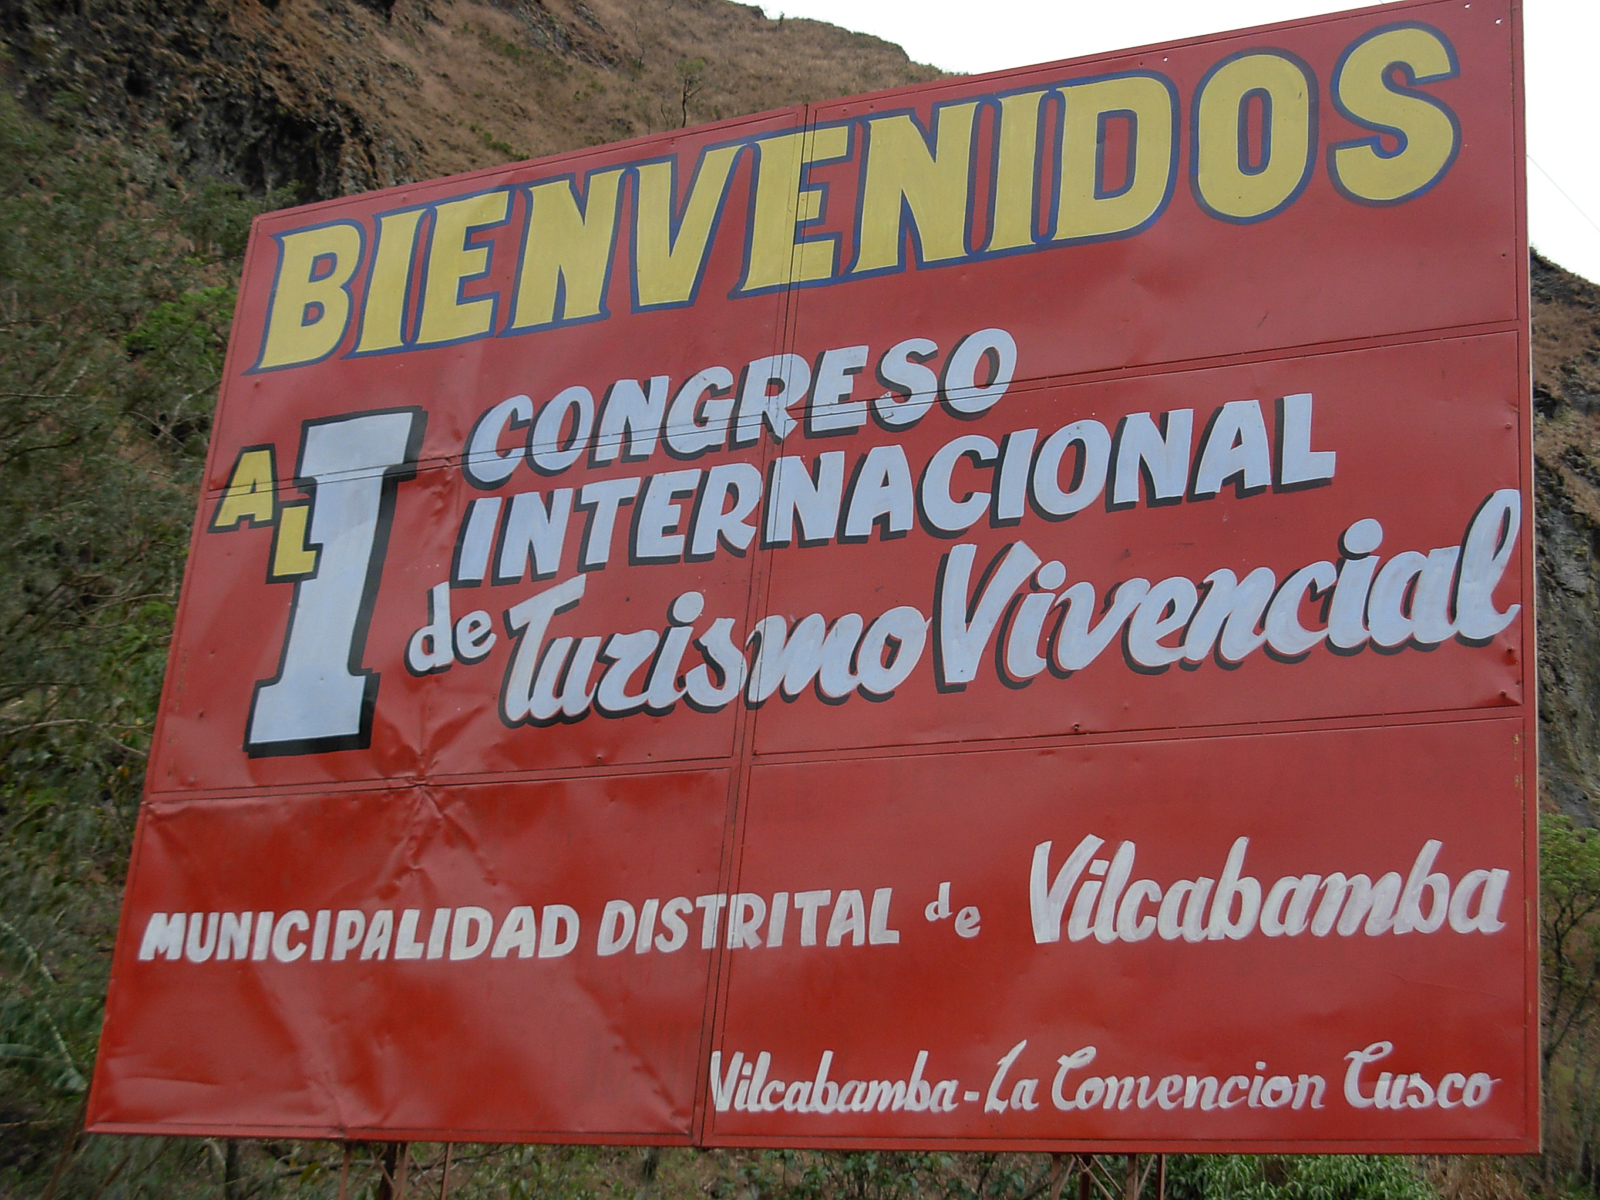 BIENVENIDOS
AL I CONGRESO
INTERNACIONAL
de Turismo Vivencial
MUNICIPALIDAD DISTRITAL de Vilcabamba
Vilcabamba - La Convencion Cusco